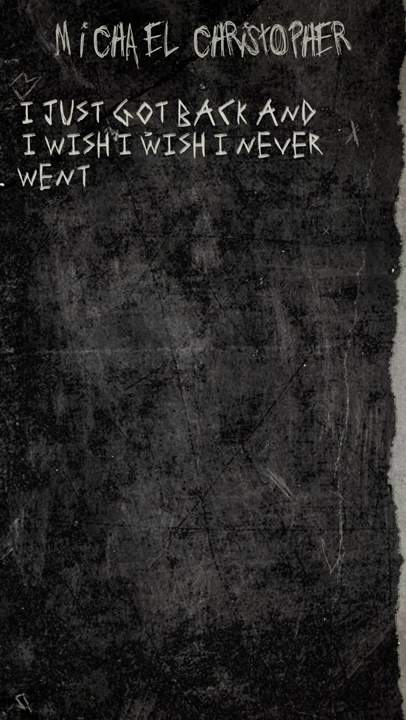 MiCHAEL CHRISTOPHER
I JUST GOT BACK AND
I WISH I WISH I NEVER
WENT